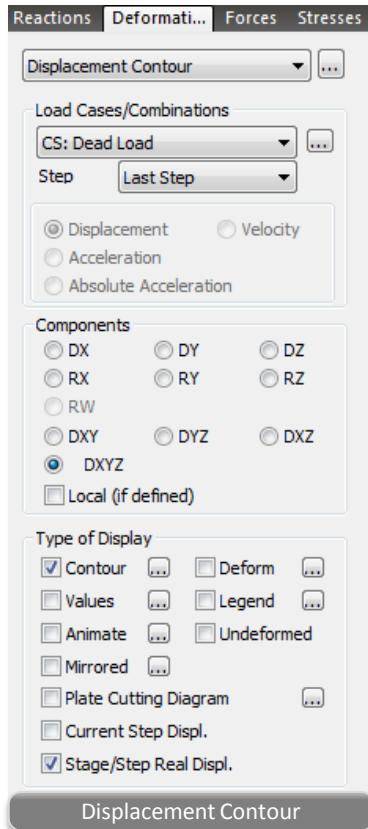 Reactions Deformati... Forces Stresses
Displacement Contour ...
Load Cases/Combinations
CS: Dead Load ...
Step Last Step
Displacement Velocity
Acceleration
Absolute Acceleration
Components
DX DY DZ
RX RY RZ
RW
DXY DYZ DXZ
DXYZ
Local (if defined)
Type of Display
Contour ... Deform ...
Values ... Legend ...
Animate ... Undeformed
Mirrored ...
Plate Cutting Diagram ...
Current Step Displ.
Stage/Step Real Displ.
Displacement Contour